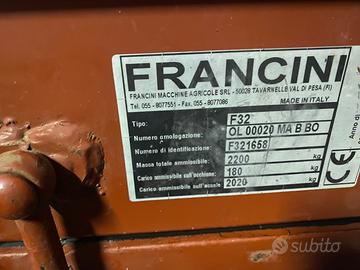 FRANCINI
FRANCINI MACCHINE AGRICOLE SRL - 50028 TAVARNELLE VAL DI PESA (FI)
Tel. 055 - 8077551 - Fax. 055 - 8077086
MADE IN ITALY
Tipo: F32
Numero omologazione: OL 00020 MA B BO
Numero di identificazione: F321658
Massa totale ammissibile: 2200 kg
Carico ammissibile sull'occhione: 180 kg
Carico ammissibile sull'assale: 2020 kg
CE
Anno di
subito